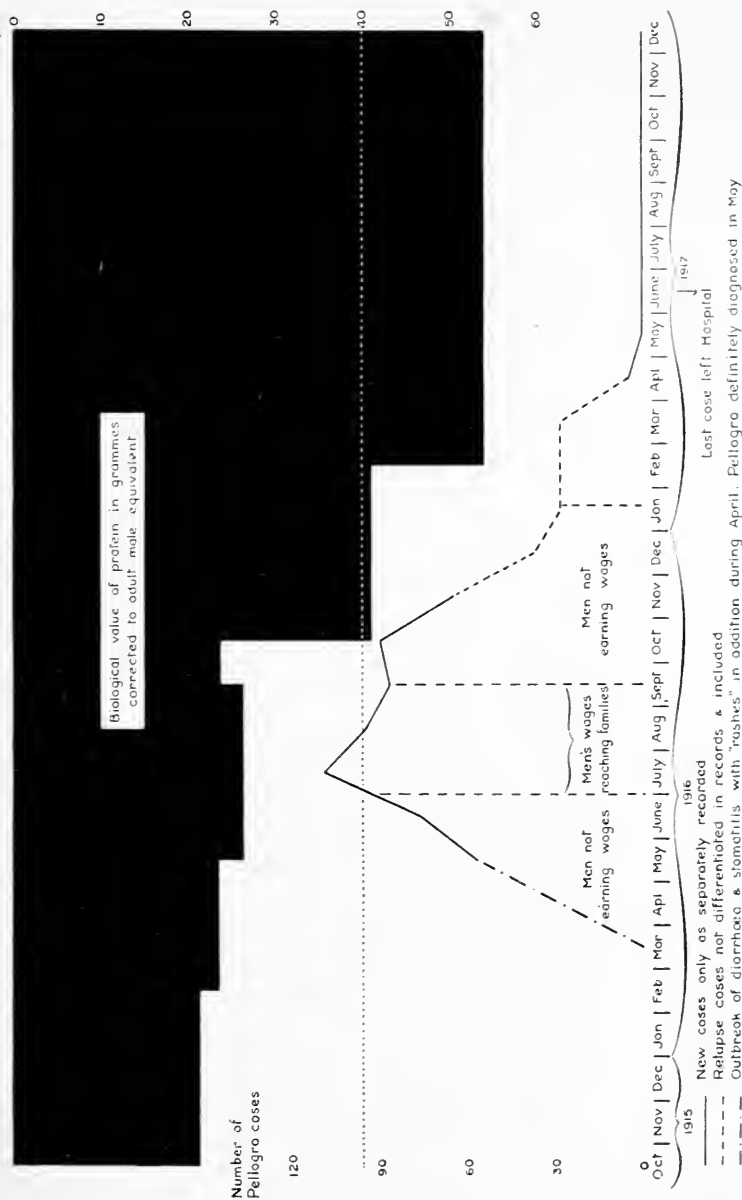 0
10
20
30
40
50
60
Biological value of protein in grammes
corrected to adult male equivalent
Number of
Pellagra cases
120
90
30
0
Men not
earning wages
Men's wages
reaching families
Men not
earning wages
Oct | Nov | Dec | Jan | Feb | Mar | Apl | May | June | July | Aug | Sept | Oct | Nov | Dec | Jan | Feb | Mar | Apl | May | June | July | Aug | Sept | Oct | Nov | Dec
1915
1916
1917
Last case left Hospital
New cases only as separately recorded
Relapse cases not differentiated in records & included
Outbreak of diarrhœa & stomatitis with "rashes" in addition during April. Pellagra definitely diagnosed in May